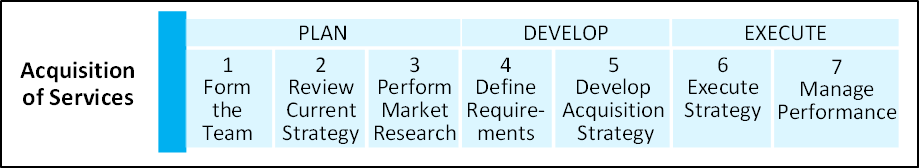 Acquisition
of Services
PLAN
DEVELOP
EXECUTE
1
Form
the
Team
2
Review
Current
Strategy
3
Perform
Market
Research
4
Define
Require-
ments
5
Develop
Acquisition
Strategy
6
Execute
Strategy
7
Manage
Performance